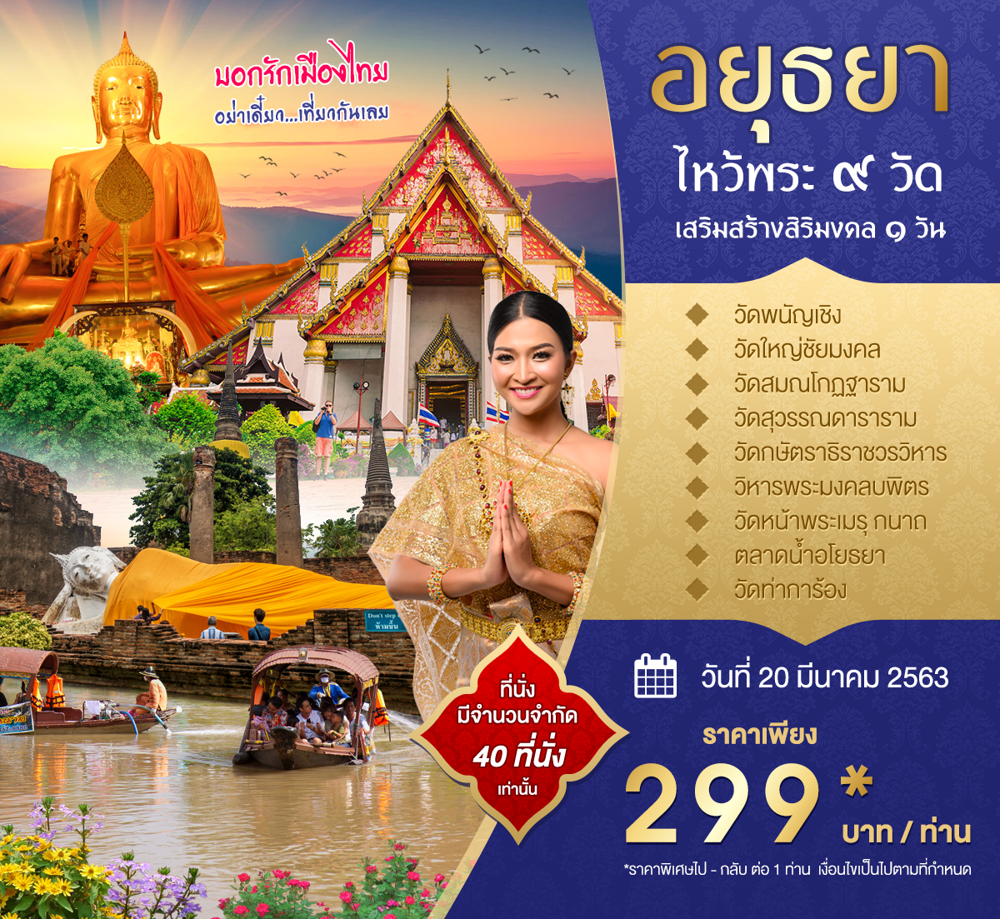 บอกรักเมืองไทย
อย่าเดี๋ยว...เที่ยวกันเลย
อยุธยา
ไหว้พระ ๙ วัด
เสริมสร้างสิริมงคล ๑ วัน
วัดพนัญเชิง
วัดใหญ่ชัยมงคล
วัดสมณโกฏฐาราม
วัดสุวรรณดาราราม
วัดกษัตราธิราชวรวิหาร
วิหารพระมงคลบพิตร
วัดหน้าพระเมรุ กนาถ
ตลาดน้ำอโยธยา
วัดท่าการ้อง
Don't step
ห้ามขึ้น
ที่นั่ง
มีจำนวนจำกัด
40 ที่นั่ง
เท่านั้น
วันที่ 20 มีนาคม 2563
ราคาเพียง
299*
บาท / ท่าน
*ราคาพิเศษไป - กลับ ต่อ 1 ท่าน เงื่อนไขเป็นไปตามที่กำหนด